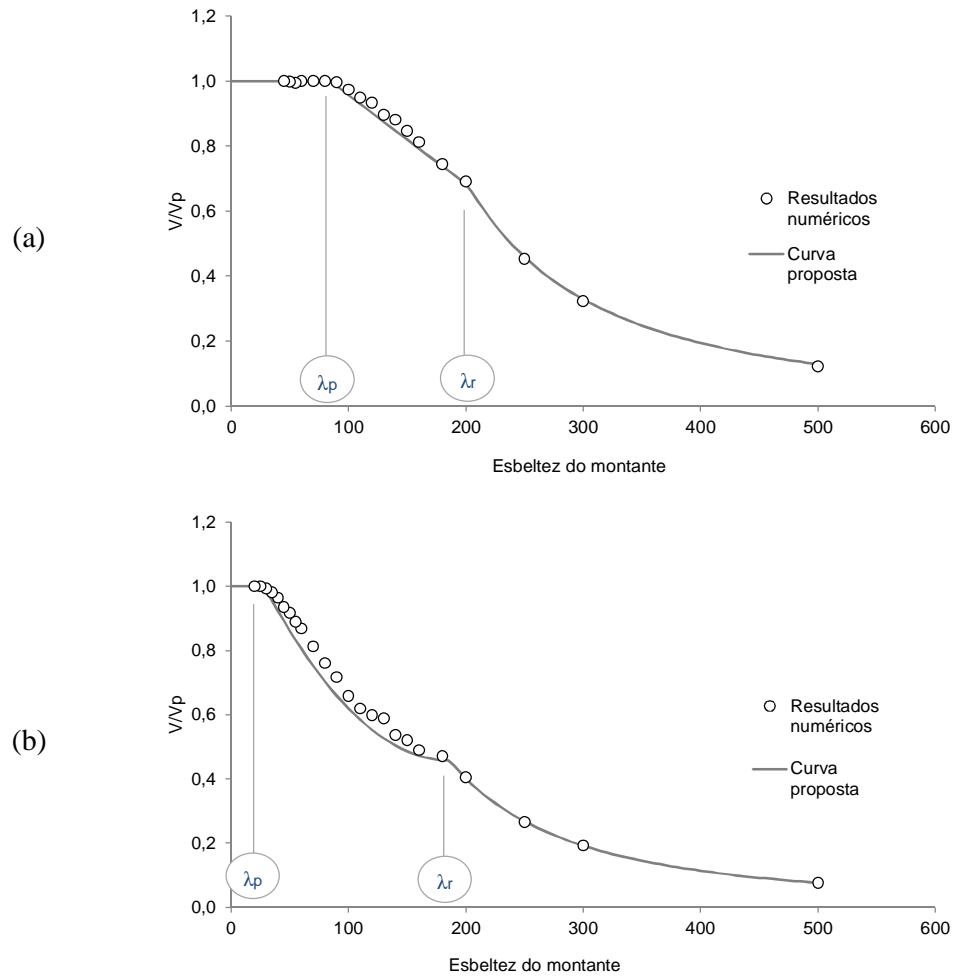 (a)
1,2
1,0
0,8
0,6
0,4
0,2
0,0
V/Vp
0
100
200
300
400
500
600
Esbeltez do montante
λp
λr
Resultados
numéricos
Curva
proposta
(b)
1,2
1,0
0,8
0,6
0,4
0,2
0,0
V/Vp
0
100
200
300
400
500
600
Esbeltez do montante
λp
λr
Resultados
numéricos
Curva
proposta